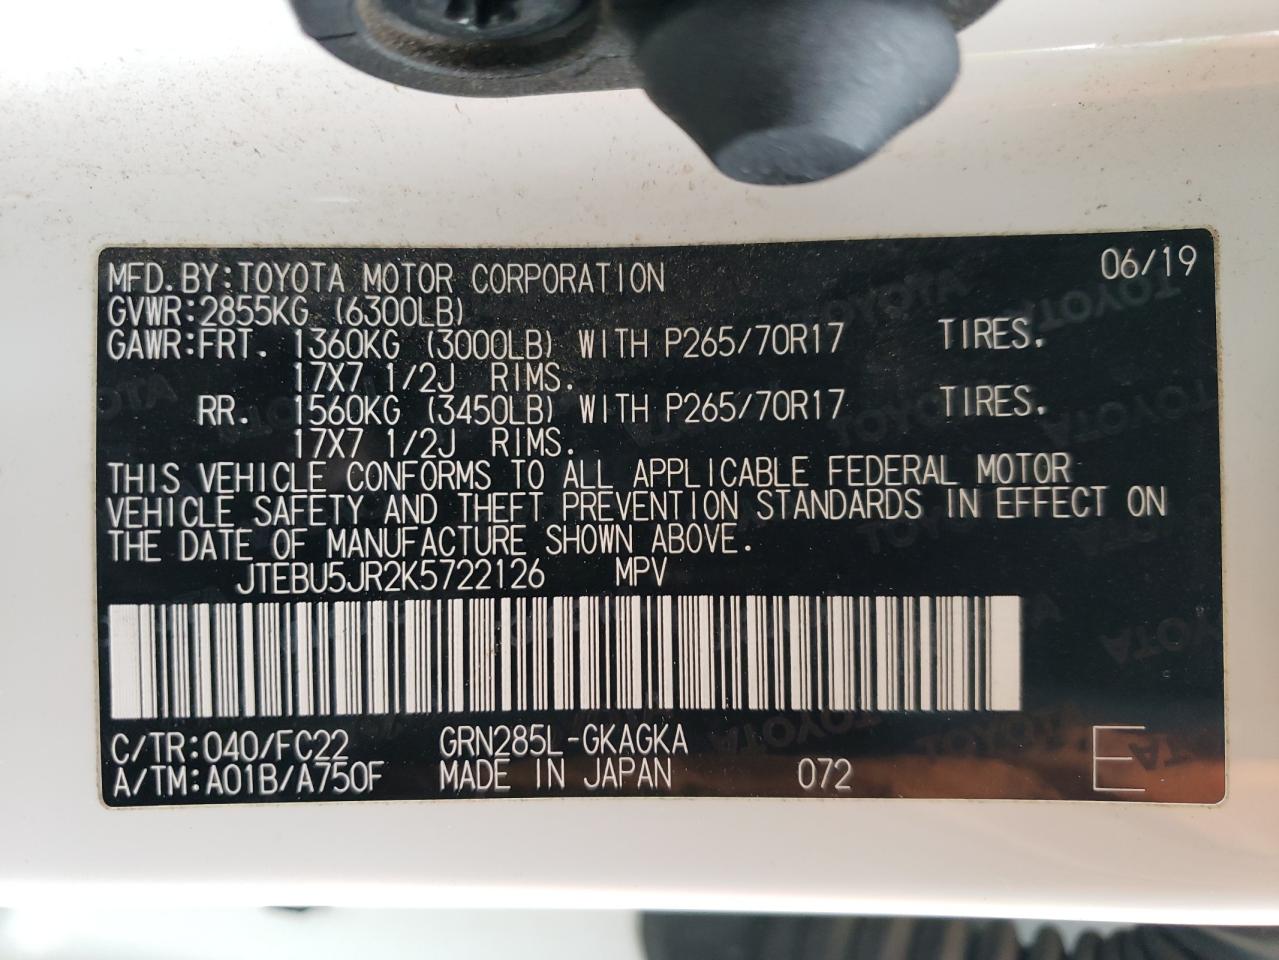 MFD.BY:TOYOTA MOTOR CORPORATION 06/19
GVWR:2855KG (6300LB)
GAWR:FRT. 1360KG (3000LB) WITH P265/70R17 TIRES.
17X7 1/2J RIMS.
RR. 1560KG (3450LB) WITH P265/70R17 TIRES.
17X7 1/2J RIMS.
THIS VEHICLE CONFORMS TO ALL APPLICABLE FEDERAL MOTOR
VEHICLE SAFETY AND THEFT PREVENTION STANDARDS IN EFFECT ON
THE DATE OF MANUFACTURE SHOWN ABOVE.
JTEBU5JR2K5722126 MPV
C/TR:040/FC22 GRN285L-GKAGKA
A/TM:A01B/A750F MADE IN JAPAN 072 E